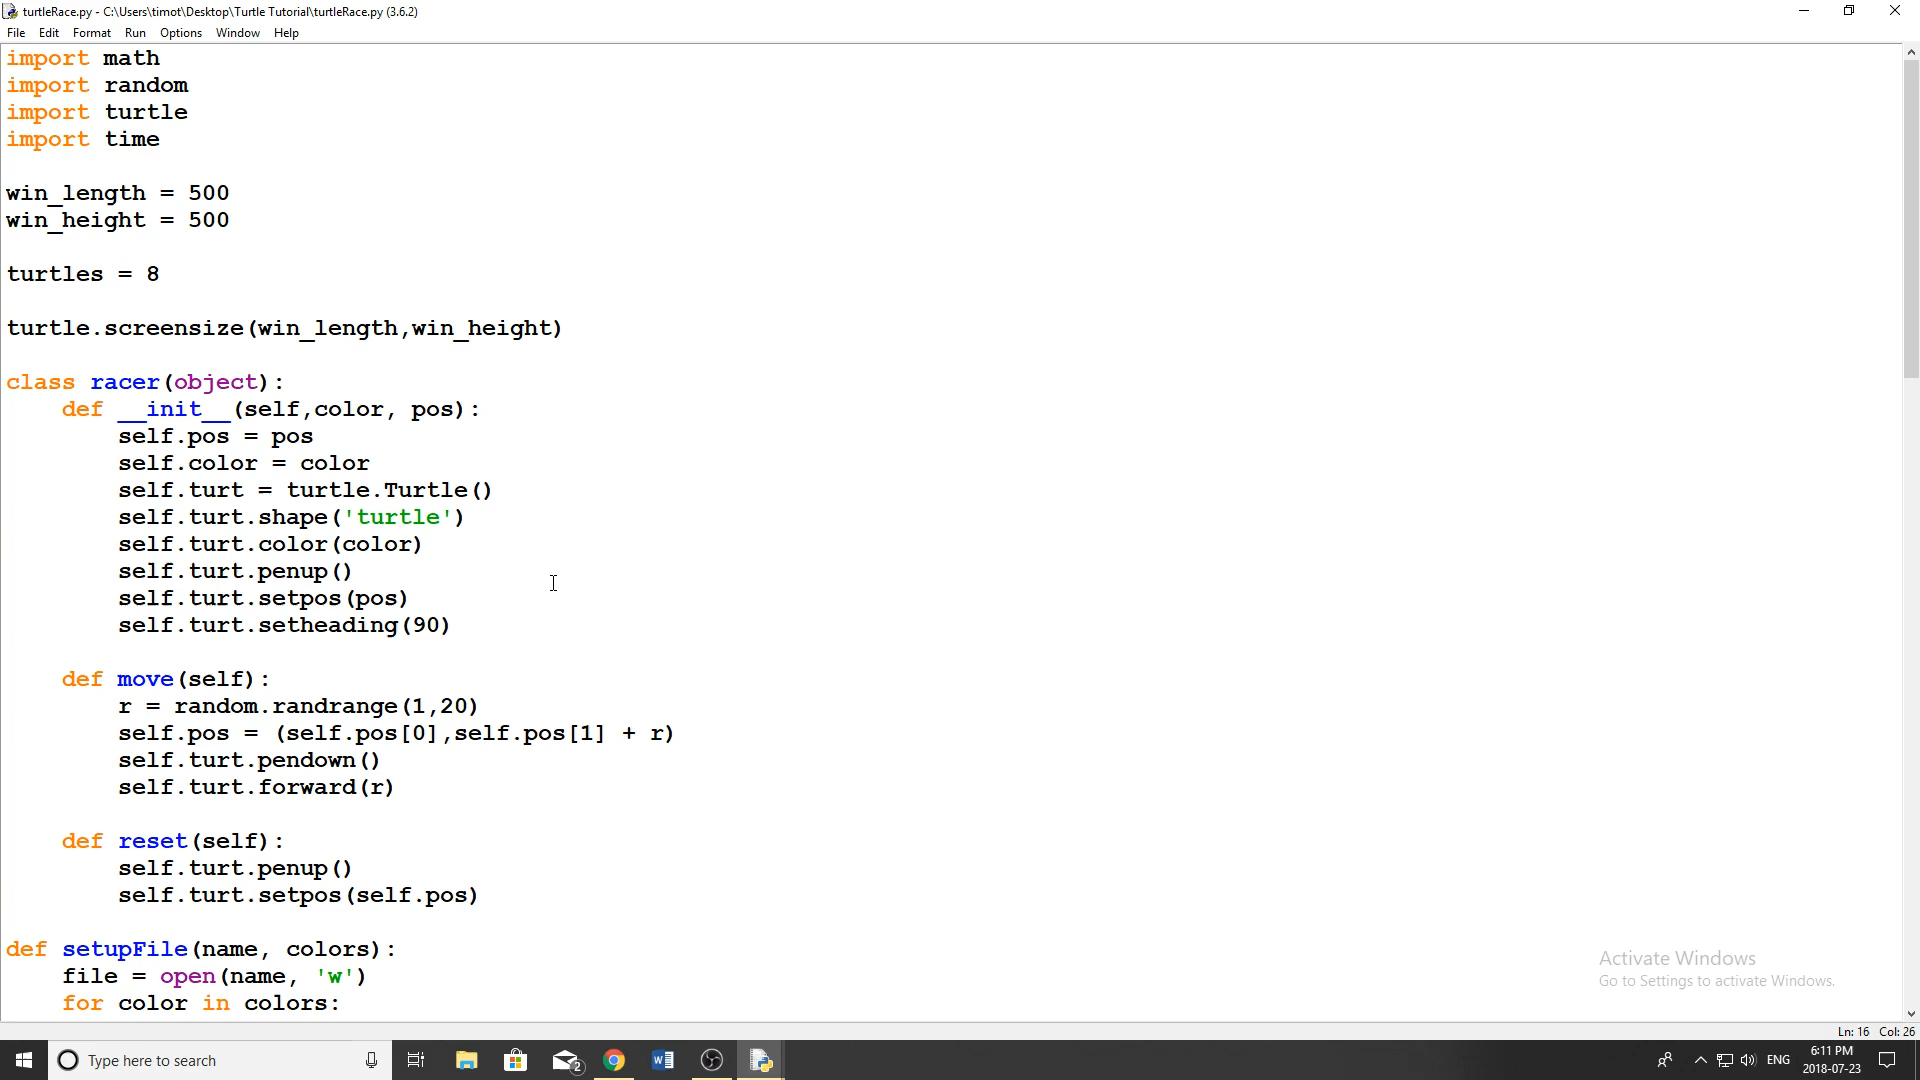 turtleRace.py - C:\Users\timot\Desktop\Turtle Tutorial\turtleRace.py (3.6.2)
File Edit Format Run Options Window Help
import math
import random
import turtle
import time
win_length = 500
win_height = 500
turtles = 8
turtle.screensize(win_length,win_height)
class racer(object):
    def __init__(self,color, pos):
        self.pos = pos
        self.color = color
        self.turt = turtle.Turtle()
        self.turt.shape('turtle')
        self.turt.color(color)
        self.turt.penup()
        self.turt.setpos(pos)
        self.turt.setheading(90)
    def move(self):
        r = random.randrange(1,20)
        self.pos = (self.pos[0],self.pos[1] + r)
        self.turt.pendown()
        self.turt.forward(r)
    def reset(self):
        self.turt.penup()
        self.turt.setpos(self.pos)
def setupFile(name, colors):
    file = open(name, 'w')
    for color in colors:
Activate Windows
Go to Settings to activate Windows.
Ln: 16 Col: 26
Type here to search
2
ENG
6:11 PM
2018-07-23